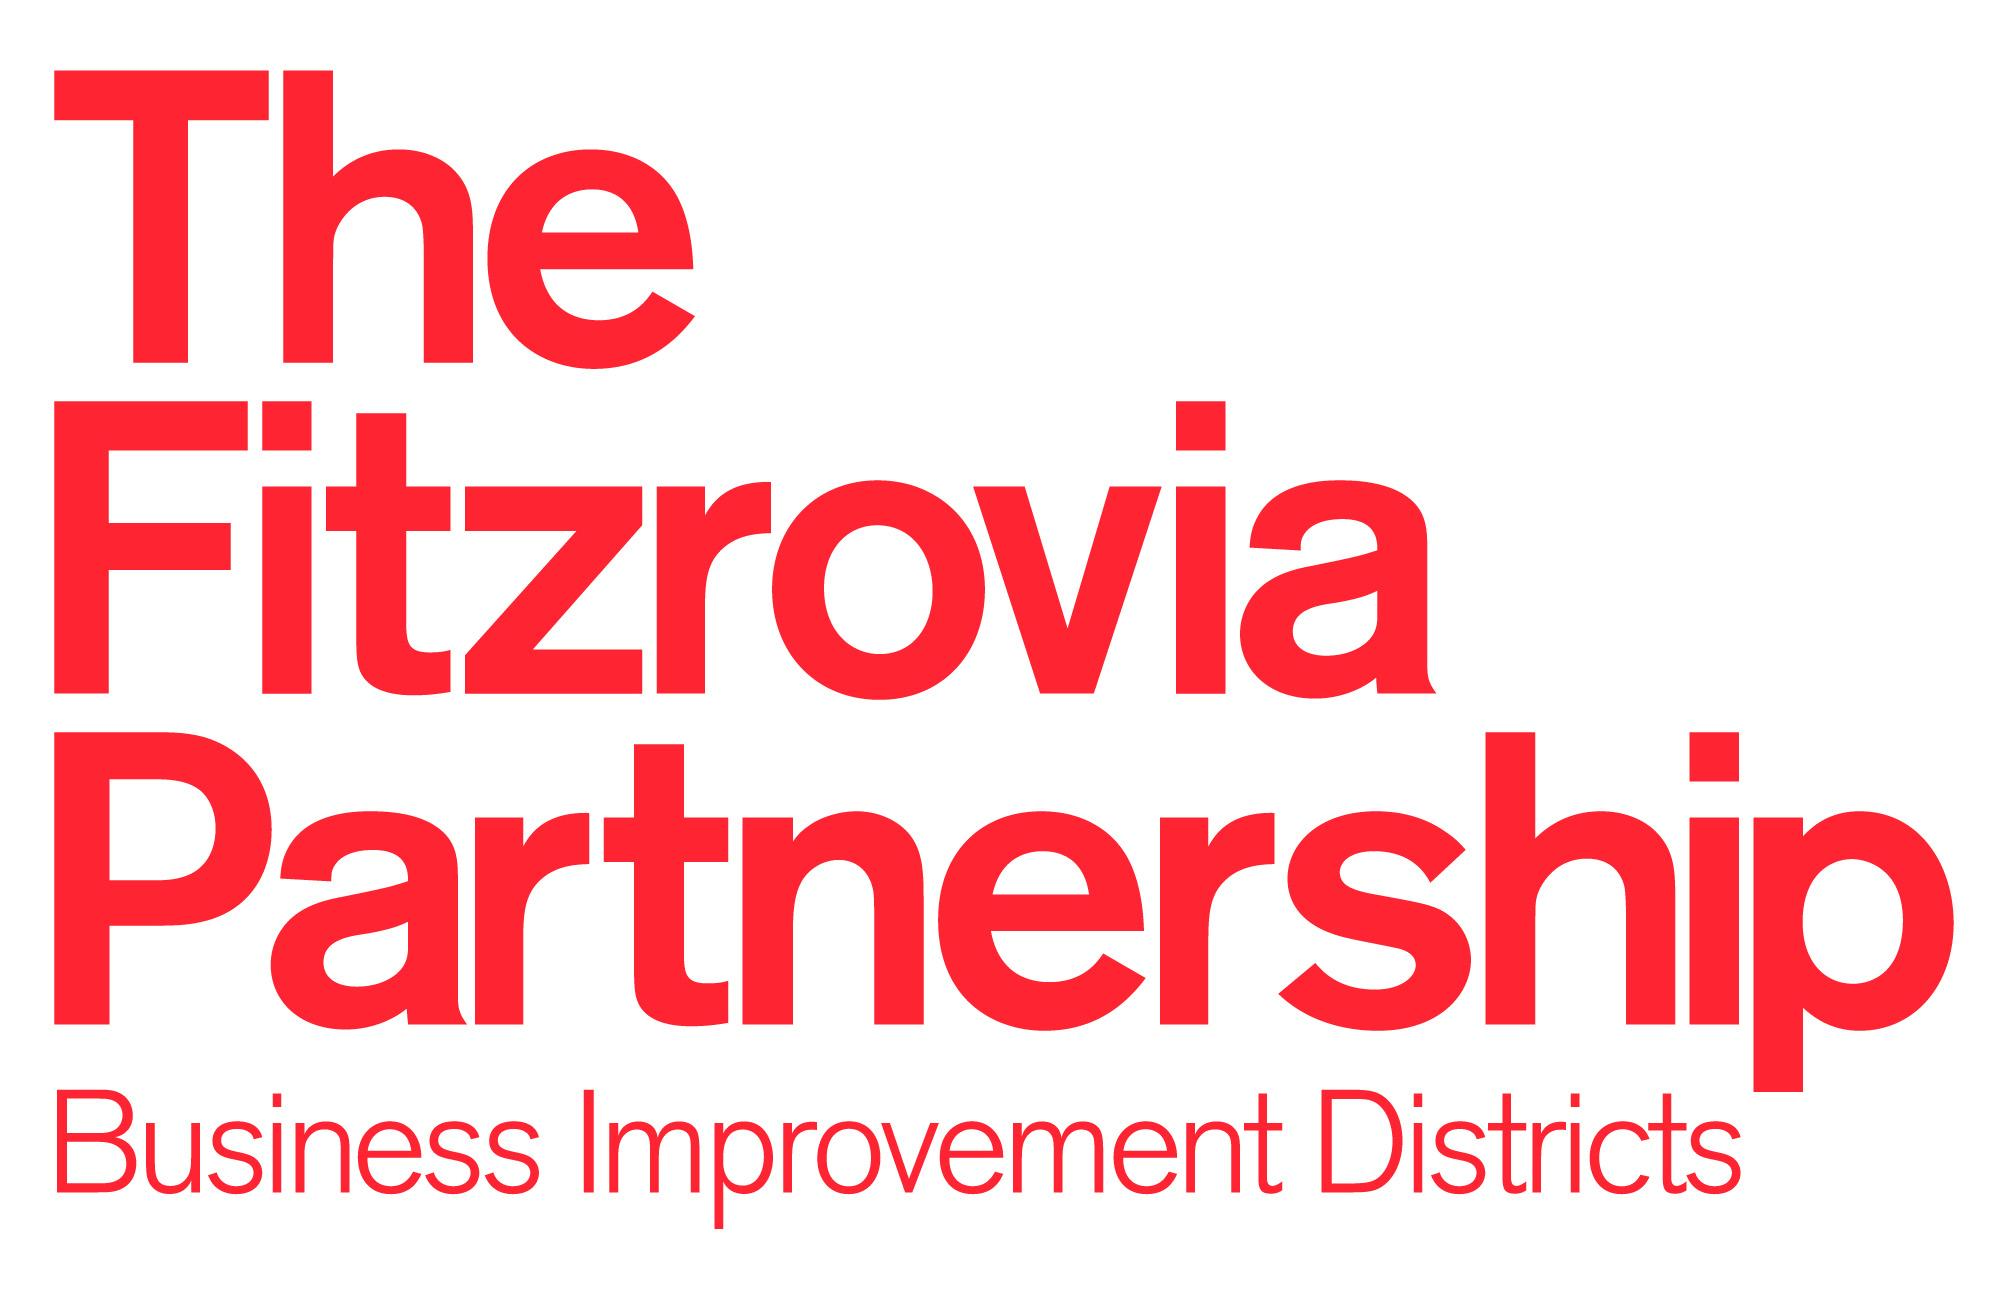 The
Fitzrovia
Partnership
Business Improvement Districts